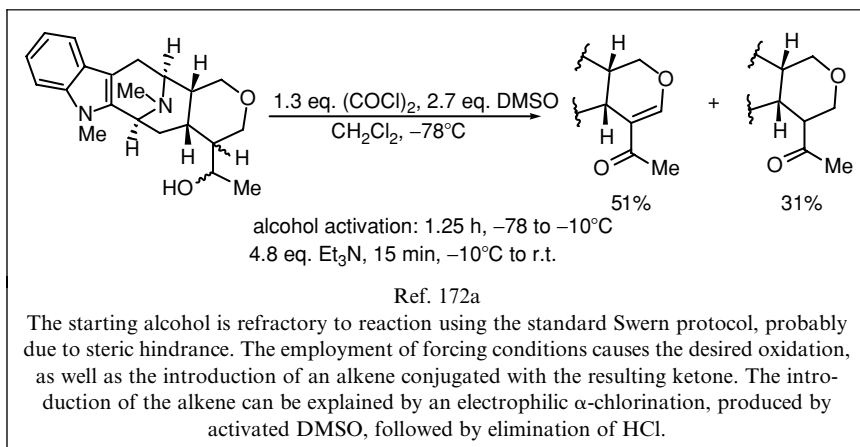 H
H
O
MeN
N
N
Me
H
H
H
HO
Me
1.3 eq. (COCl)2, 2.7 eq. DMSO
CH2Cl2, –78°C
H
O
H
O
Me
51%
+
H
O
H
O
Me
31%
alcohol activation: 1.25 h, –78 to –10°C
4.8 eq. Et3N, 15 min, –10°C to r.t.
Ref. 172a
The starting alcohol is refractory to reaction using the standard Swern protocol, probably
due to steric hindrance. The employment of forcing conditions causes the desired oxidation,
as well as the introduction of an alkene conjugated with the resulting ketone. The intro-
duction of the alkene can be explained by an electrophilic α-chlorination, produced by
activated DMSO, followed by elimination of HCl.